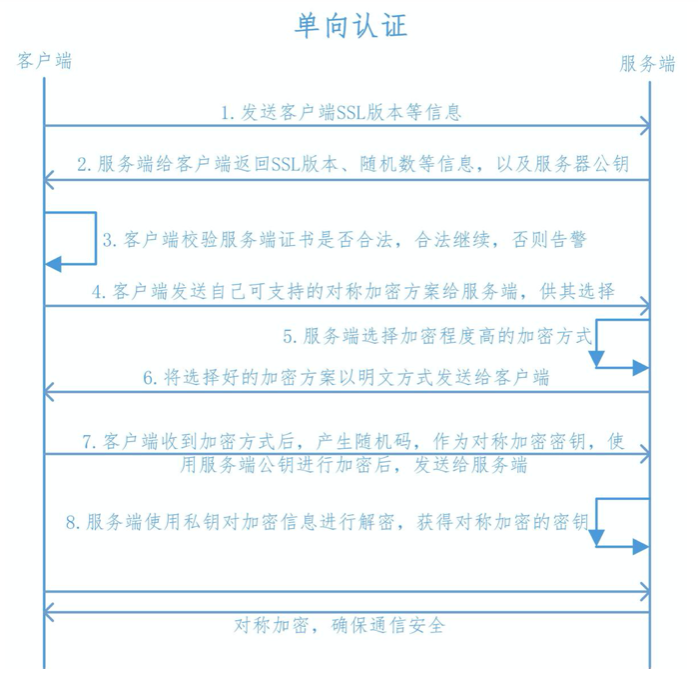 单向认证
客户端
服务端
1.发送客户端SSL版本等信息
2.服务端给客户端返回SSL版本、随机数等信息，以及服务器公钥
3.客户端校验服务端证书是否合法，合法继续，否则告警
4.客户端发送自己可支持的对称加密方案给服务端，供其选择
5.服务端选择加密程度高的加密方式
6.将选择好的加密方案以明文方式发送给客户端
7.客户端收到加密方式后，产生随机码，作为对称加密密钥，使
用服务端公钥进行加密后，发送给服务端
8.服务端使用私钥对加密信息进行解密，获得对称加密的密钥
对称加密，确保通信安全